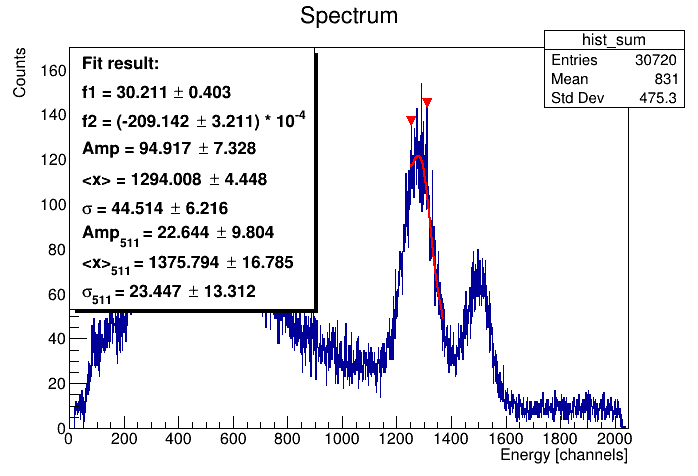 Spectrum
hist_sum
Entries 30720
Mean 831
Std Dev 475.3
Counts
Fit result:
f1 = 30.211 ± 0.403
f2 = (-209.142 ± 3.211) * 10-4
Amp = 94.917 ± 7.328
<x> = 1294.008 ± 4.448
σ = 44.514 ± 6.216
Amp511 = 22.644 ± 9.804
<x>511 = 1375.794 ± 16.785
σ511 = 23.447 ± 13.312
160
140
120
100
80
60
40
20
0
0 200 400 600 800 1000 1200 1400 1600 1800 2000
Energy [channels]